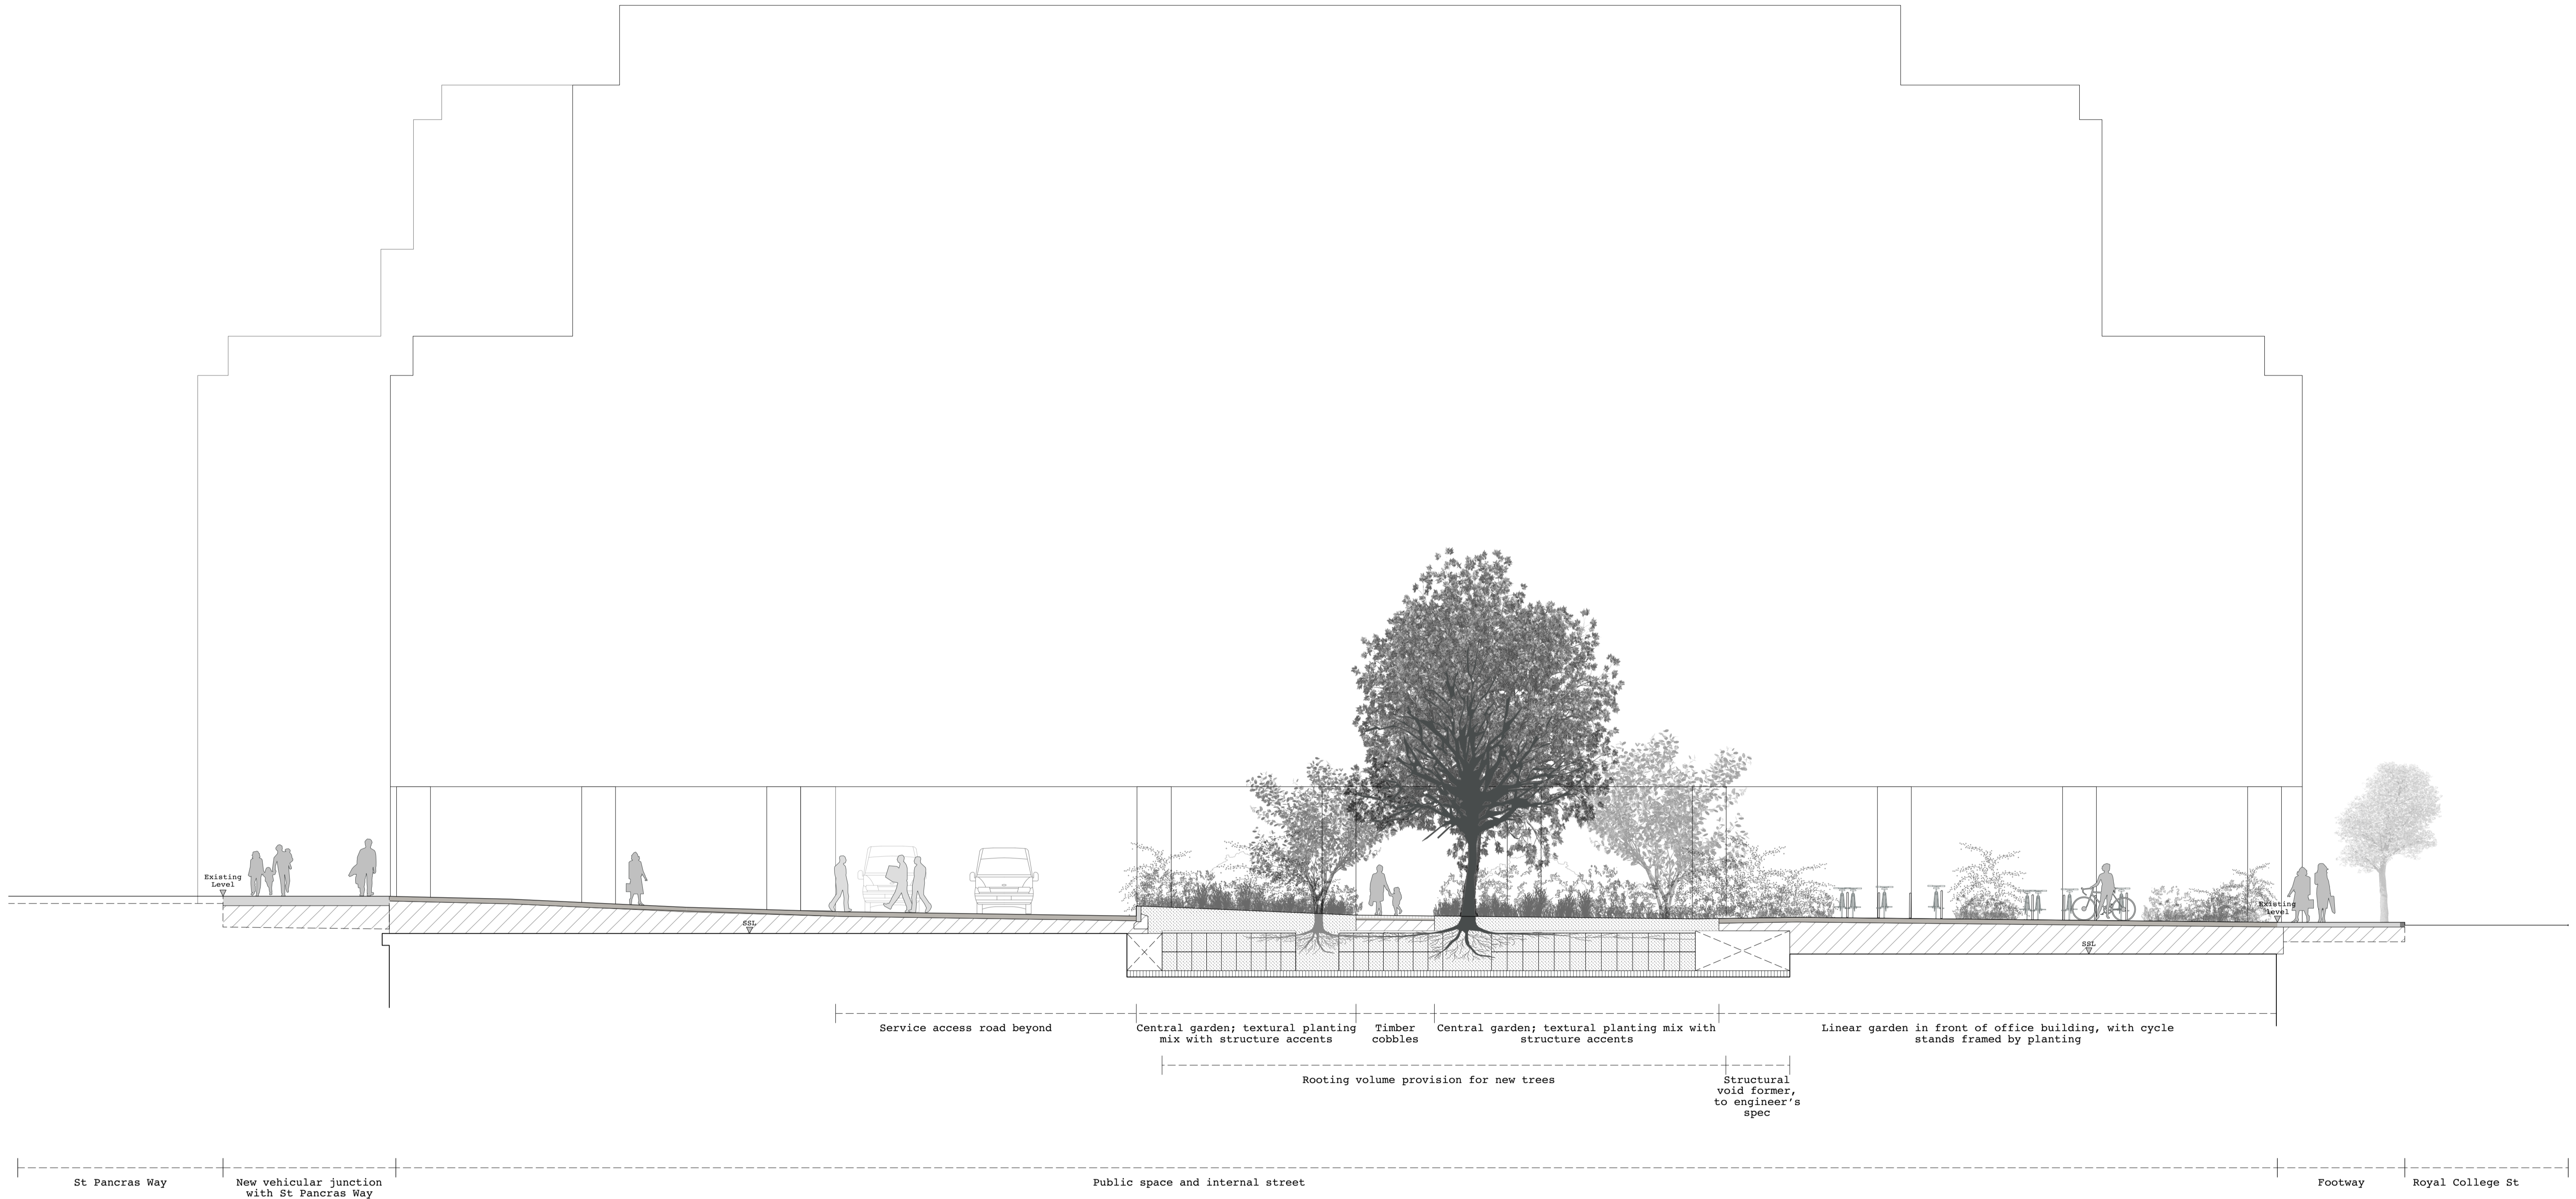 Existing
Level
SSL
Existing
level
SSL
Service access road beyond
Central garden; textural planting
mix with structure accents
Timber
cobbles
Central garden; textural planting mix with
structure accents
Linear garden in front of office building, with cycle
stands framed by planting
Rooting volume provision for new trees
Structural
void former,
to engineer’s
spec
St Pancras Way
New vehicular junction
with St Pancras Way
Public space and internal street
Footway
Royal College St